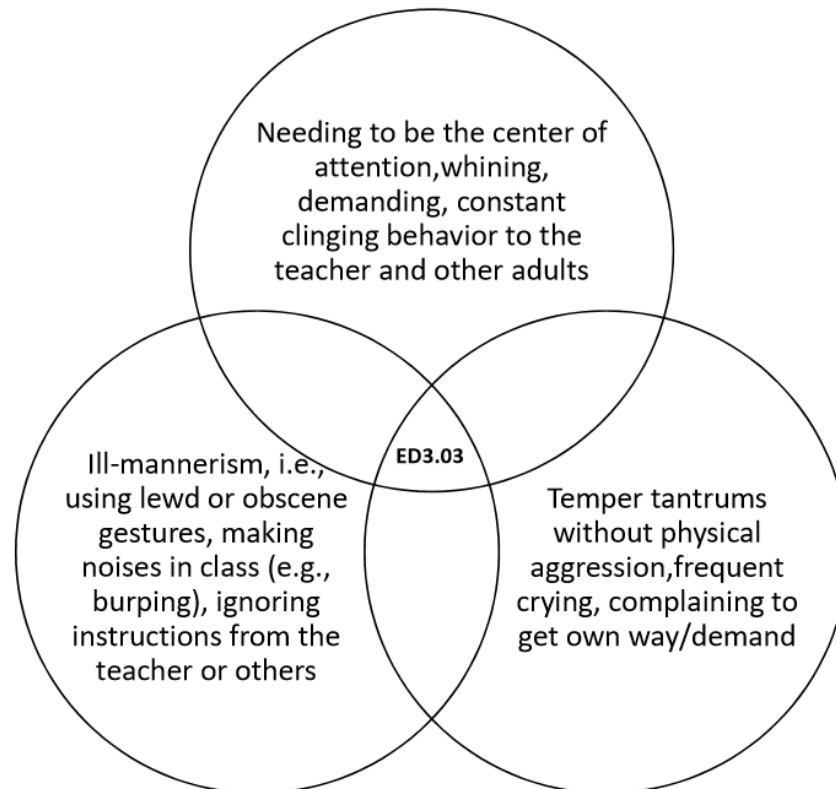 Needing to be the center of
attention,whining,
demanding, constant
clinging behavior to the
teacher and other adults
ED3.03
Ill-mannerism, i.e.,
using lewd or obscene
gestures, making
noises in class (e.g.,
burping), ignoring
instructions from the
teacher or others
Temper tantrums
without physical
aggression,frequent
crying, complaining to
get own way/demand